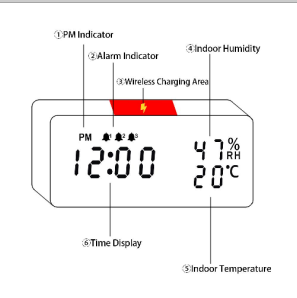 ①PM Indicator
②Alarm Indicator
④Indoor Humidity
③Wireless Charging Area
PM 1 2
12:00
47%RH
20℃
⑥Time Display
⑤Indoor Temperature